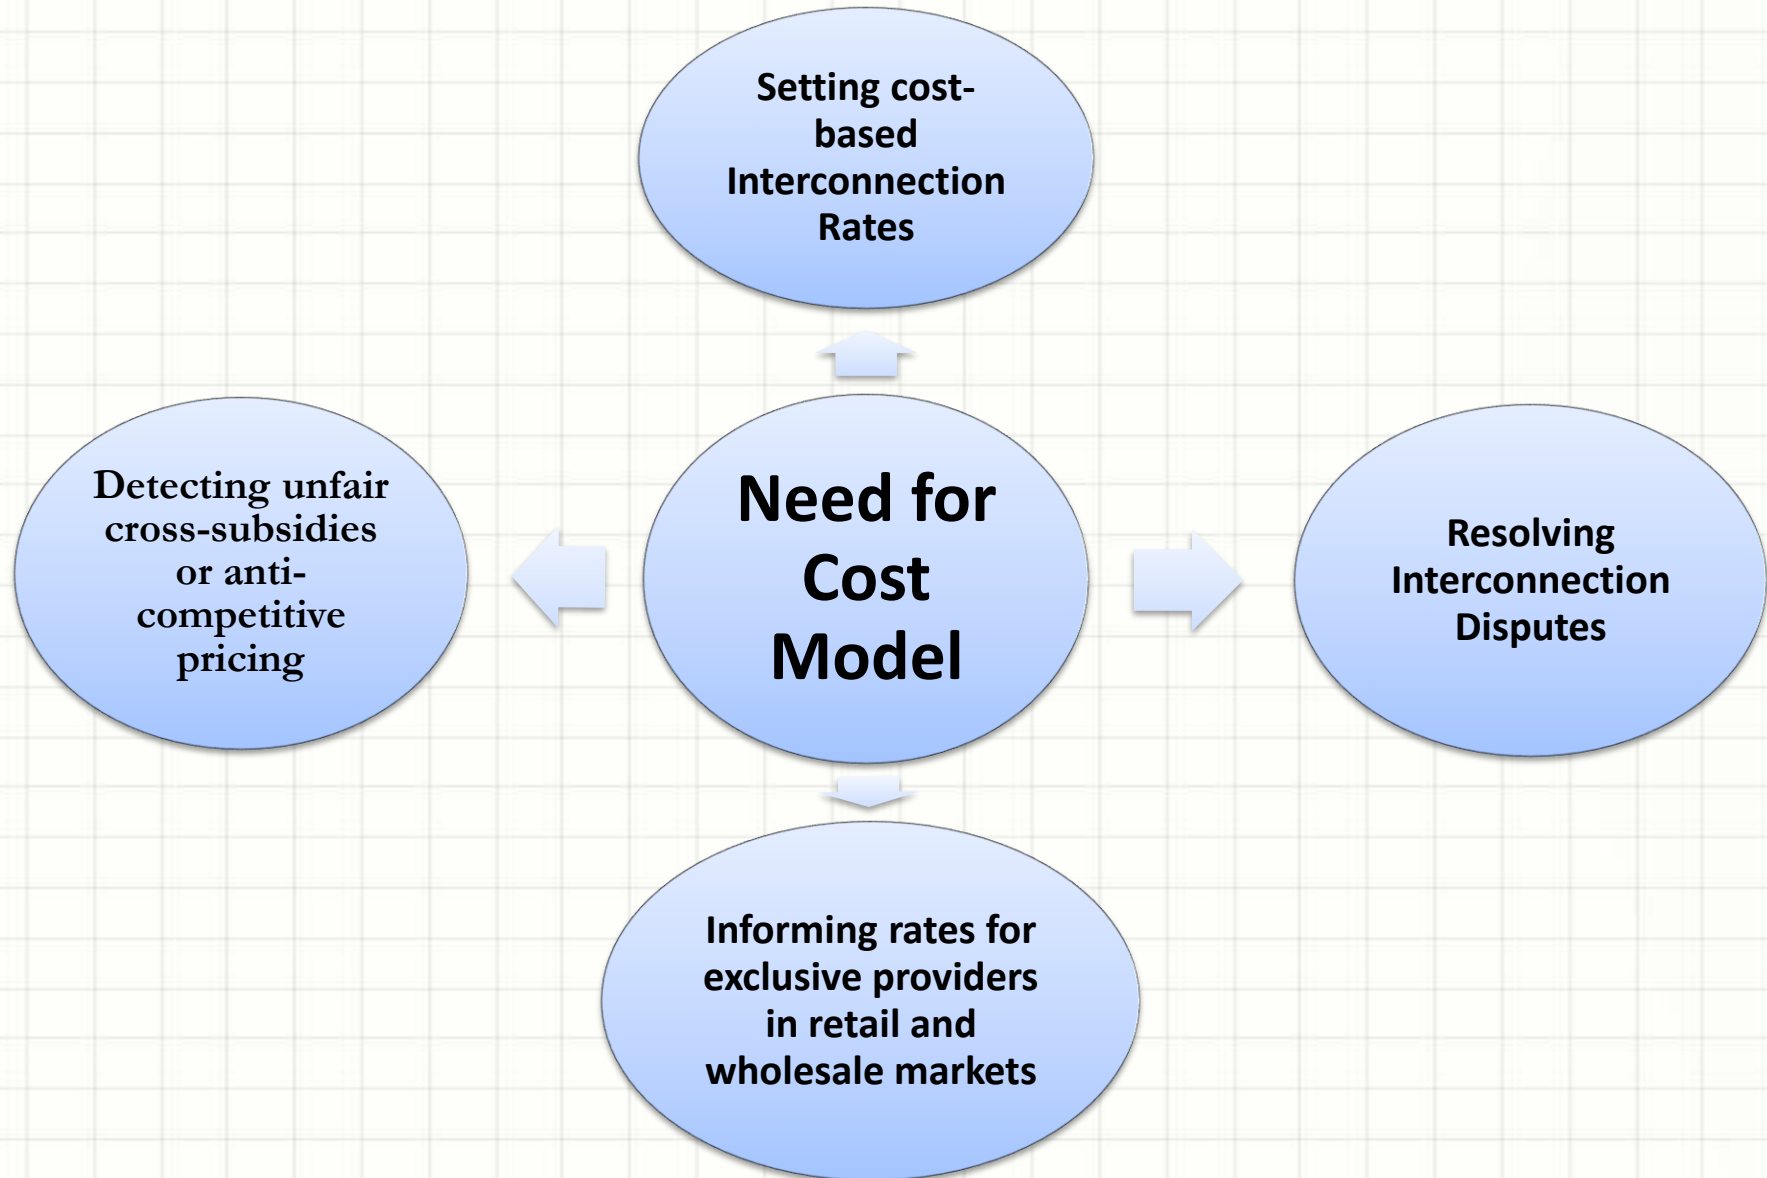 Setting cost-
based
Interconnection
Rates
Detecting unfair
cross-subsidies
or anti-
competitive
pricing
Need for
Cost
Model
Resolving
Interconnection
Disputes
Informing rates for
exclusive providers
in retail and
wholesale markets